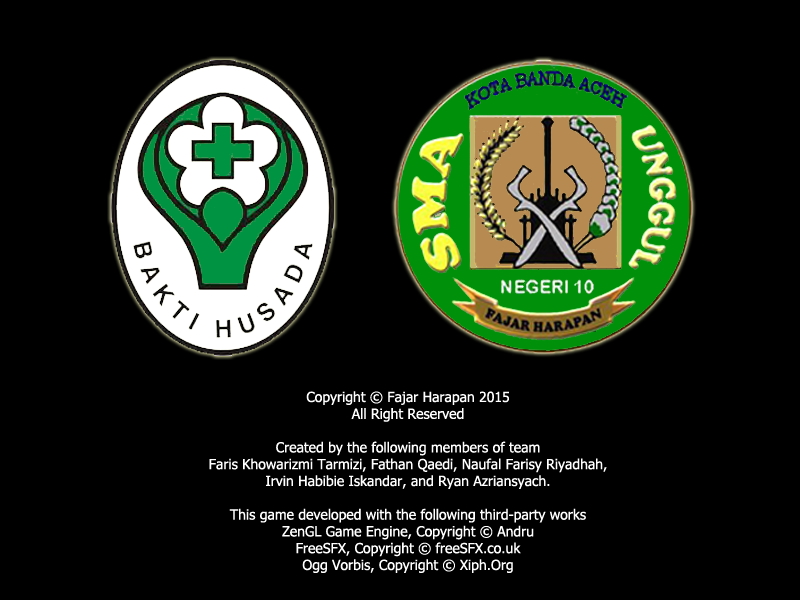 BAKTI HUSADA
KOTA BANDA ACEH
SMA
UNGGUL
NEGERI 10
FAJAR HARAPAN
Copyright © Fajar Harapan 2015
All Right Reserved
Created by the following members of team
Faris Khowarizmi Tarmizi, Fathan Qaedi, Naufal Farisy Riyadhah,
Irvin Habibie Iskandar, and Ryan Azriansyach.
This game developed with the following third-party works
ZenGL Game Engine, Copyright © Andru
FreeSFX, Copyright © freeSFX.co.uk
Ogg Vorbis, Copyright © Xiph.Org